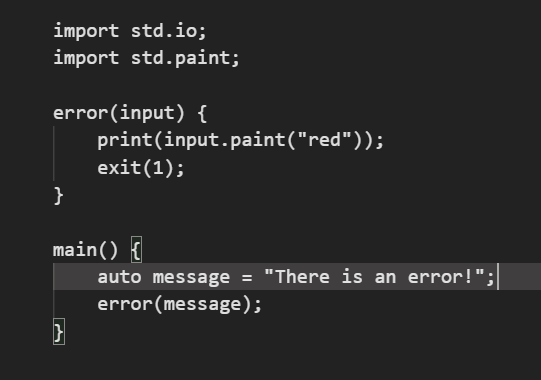 import std.io;
import std.paint;
error(input) {
print(input.paint("red"));
exit(1);
}
main() {
auto message = "There is an error!";
error(message);
}